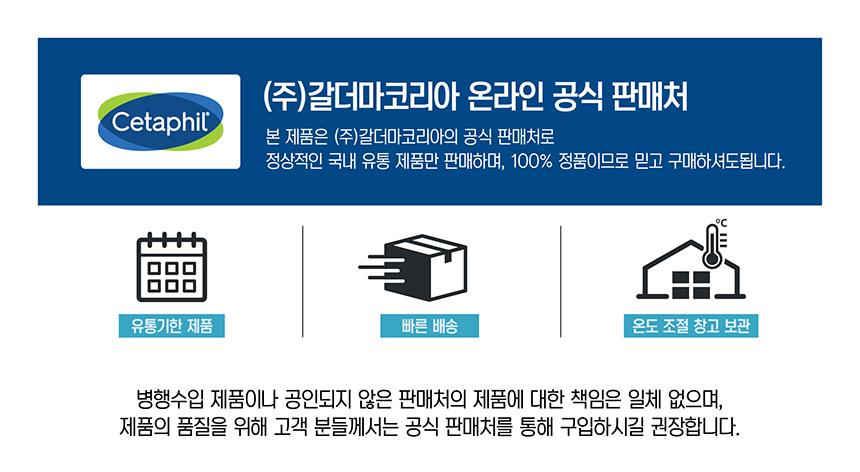 Cetaphil®
(주)갈더마코리아 온라인 공식 판매처
본 제품은 (주)갈더마코리아의 공식 판매처로
정상적인 국내 유통 제품만 판매하며, 100% 정품이므로 믿고 구매하셔도됩니다.
°C
유통기한 제품
빠른 배송
온도 조절 창고 보관
병행수입 제품이나 공인되지 않은 판매처의 제품에 대한 책임은 일체 없으며,
제품의 품질을 위해 고객 분들께서는 공식 판매처를 통해 구입하시길 권장합니다.